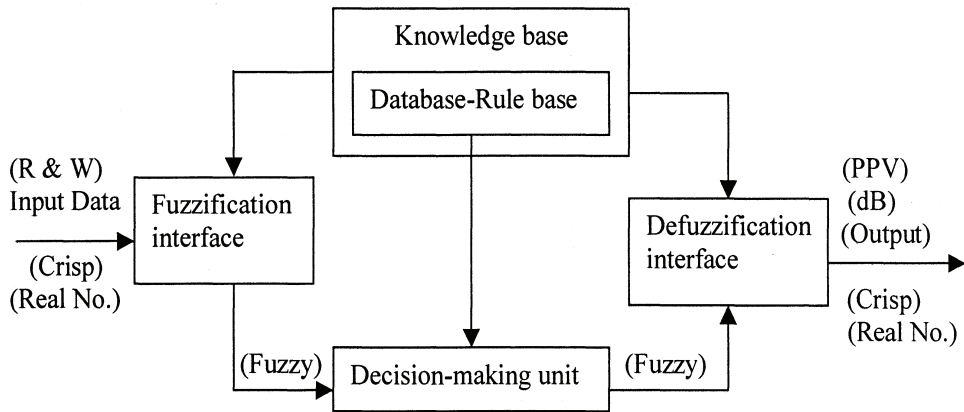 Knowledge base
Database-Rule base
(R & W)
Input Data
(Crisp)
(Real No.)
Fuzzification
interface
(Fuzzy)
Decision-making unit
(Fuzzy)
Defuzzification
interface
(PPV)
(dB)
(Output)
(Crisp)
(Real No.)